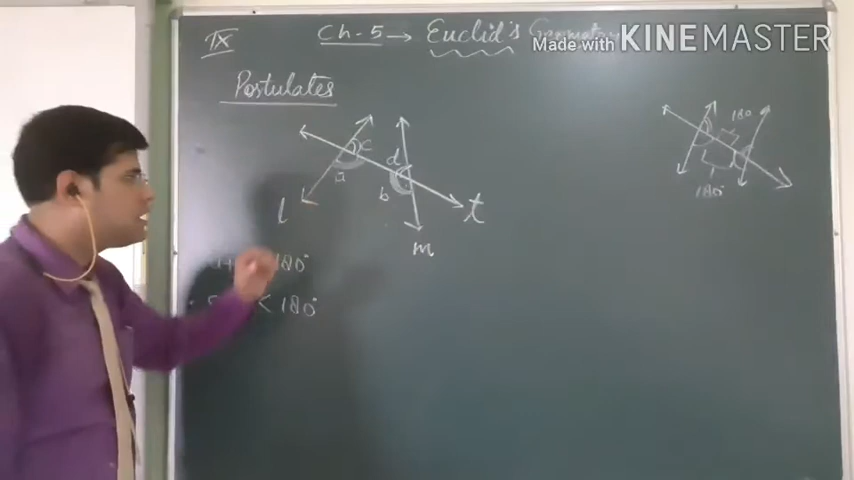 IX
Ch-5 → Euclid's
Made with KINEMASTER
Postulates
c
d
a
b
l
t
m
180°
< 180°
180
180°